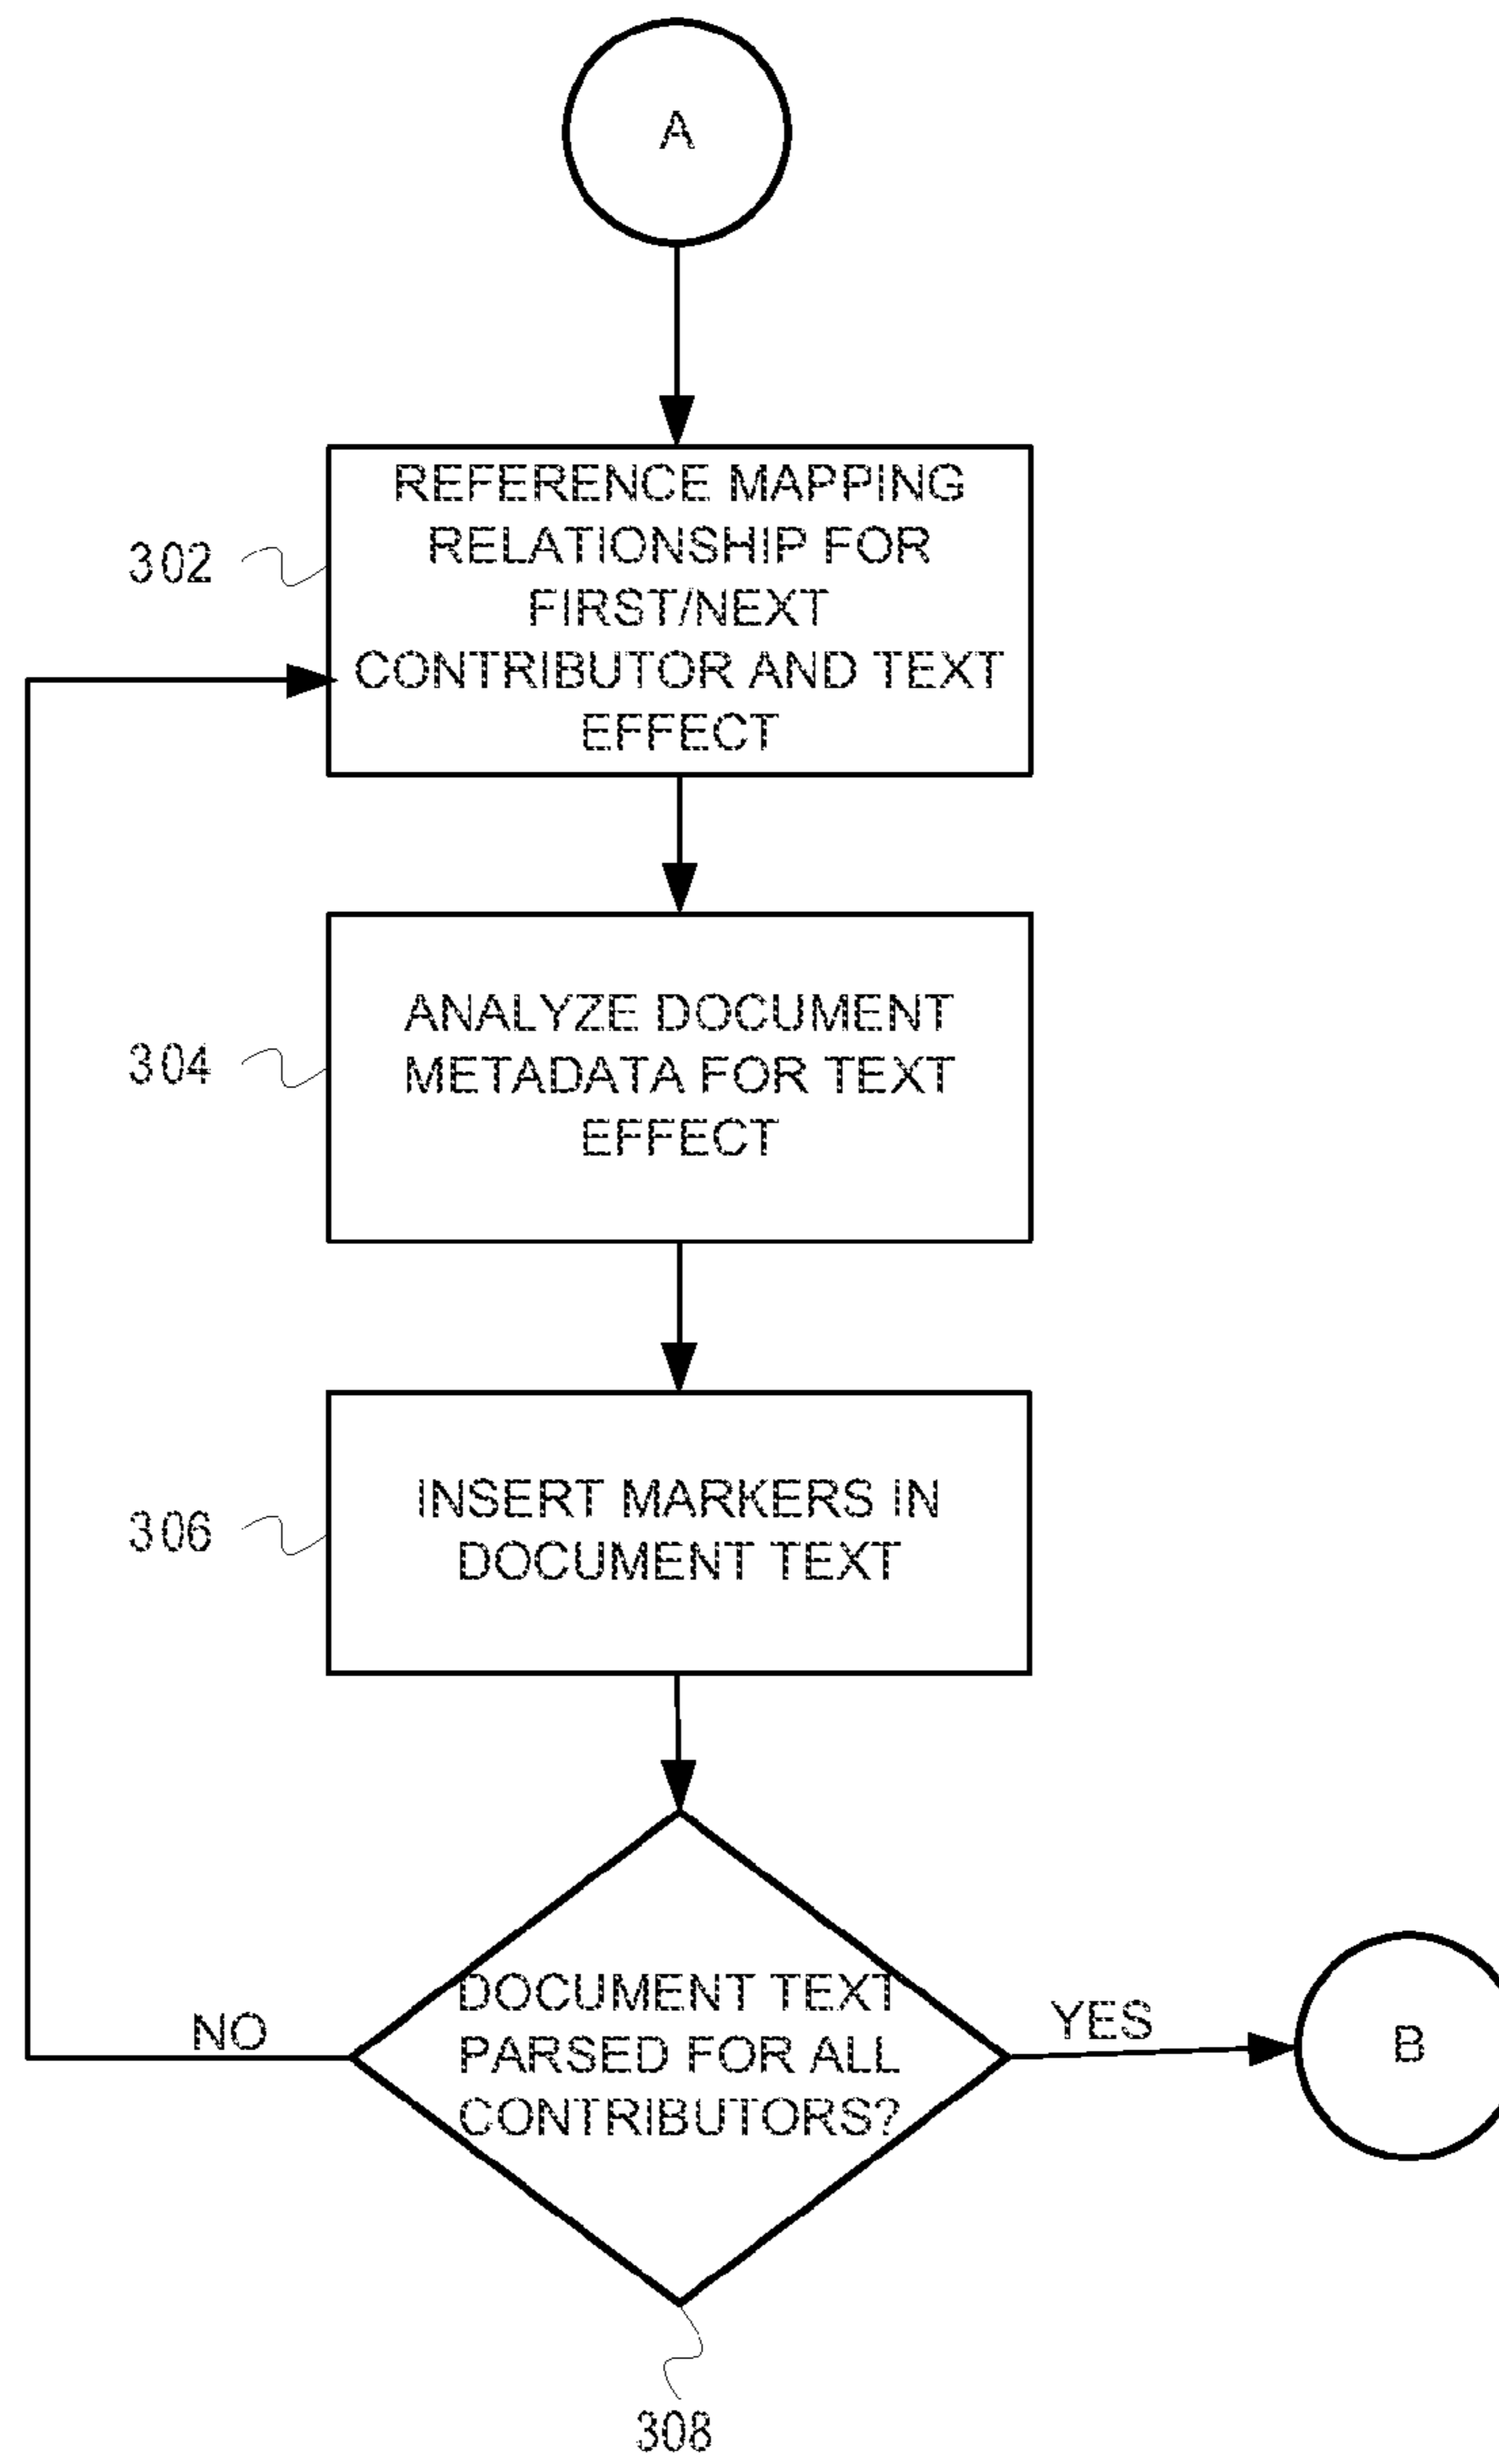 A
302
REFERENCE MAPPING
RELATIONSHIP FOR
FIRST/NEXT
CONTRIBUTOR AND TEXT
EFFECT
304
ANALYZE DOCUMENT
METADATA FOR TEXT
EFFECT
306
INSERT MARKERS IN
DOCUMENT TEXT
NO
DOCUMENT TEXT
PARSED FOR ALL
CONTRIBUTORS?
YES
B
308